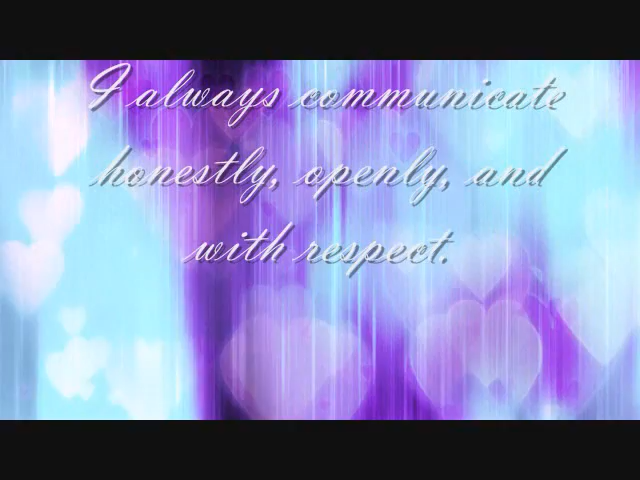 I always communicate
honestly, openly, and
with respect.